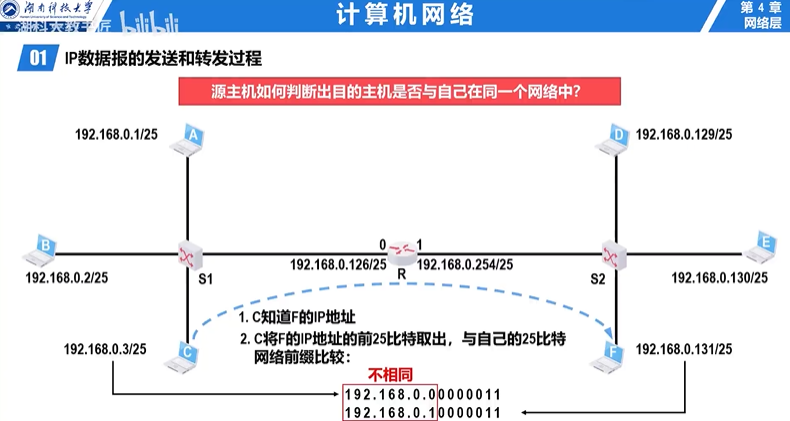 湖南科技大学
湖科大教书匠 bilibili
计算机网络
第 4 章
网络层
01 IP数据报的发送和转发过程
源主机如何判断出目的主机是否与自己在同一个网络中？
192.168.0.1/25
A
D
192.168.0.129/25
B
S1
0
1
S2
E
192.168.0.2/25
192.168.0.126/25
R
192.168.0.254/25
192.168.0.130/25
1. C知道F的IP地址
2. C将F的IP地址的前25比特取出，与自己的25比特
网络前缀比较：
192.168.0.3/25
C
F
192.168.0.131/25
不相同
192.168.0.00000011
192.168.0.10000011